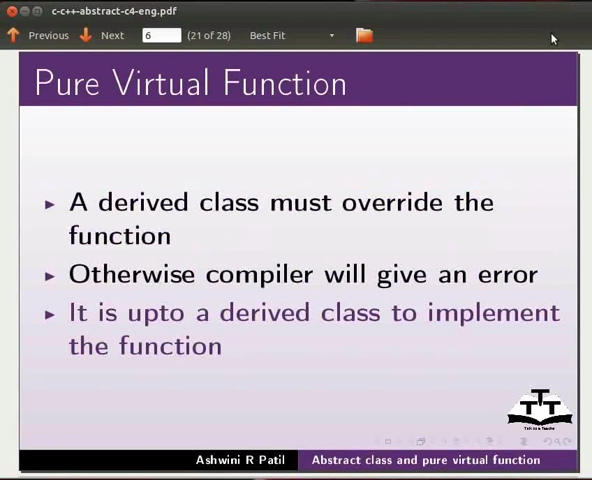 c-c++-abstract-c4-eng.pdf
Previous Next 6 (21 of 28) Best Fit
Pure Virtual Function
A derived class must override the
function
Otherwise compiler will give an error
It is upto a derived class to implement
the function
TTT
Ashwini R Patil Abstract class and pure virtual function